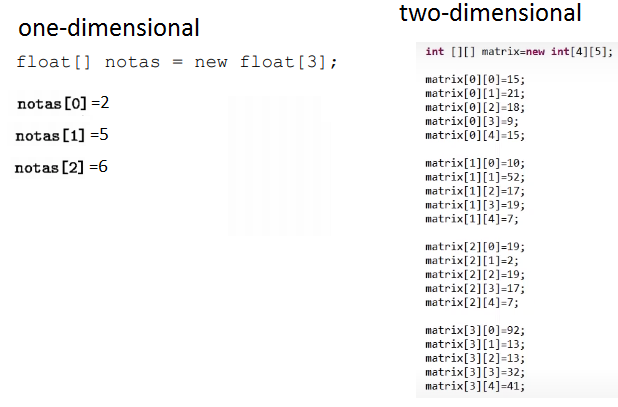 one-dimensional
float[] notas = new float[3];
notas[0] =2
notas[1] =5
notas[2] =6
two-dimensional
int [][] matrix=new int[4][5];
matrix[0][0]=15;
matrix[0][1]=21;
matrix[0][2]=18;
matrix[0][3]=9;
matrix[0][4]=15;
matrix[1][0]=10;
matrix[1][1]=52;
matrix[1][2]=17;
matrix[1][3]=19;
matrix[1][4]=7;
matrix[2][0]=19;
matrix[2][1]=2;
matrix[2][2]=19;
matrix[2][3]=17;
matrix[2][4]=7;
matrix[3][0]=92;
matrix[3][1]=13;
matrix[3][2]=13;
matrix[3][3]=32;
matrix[3][4]=41;